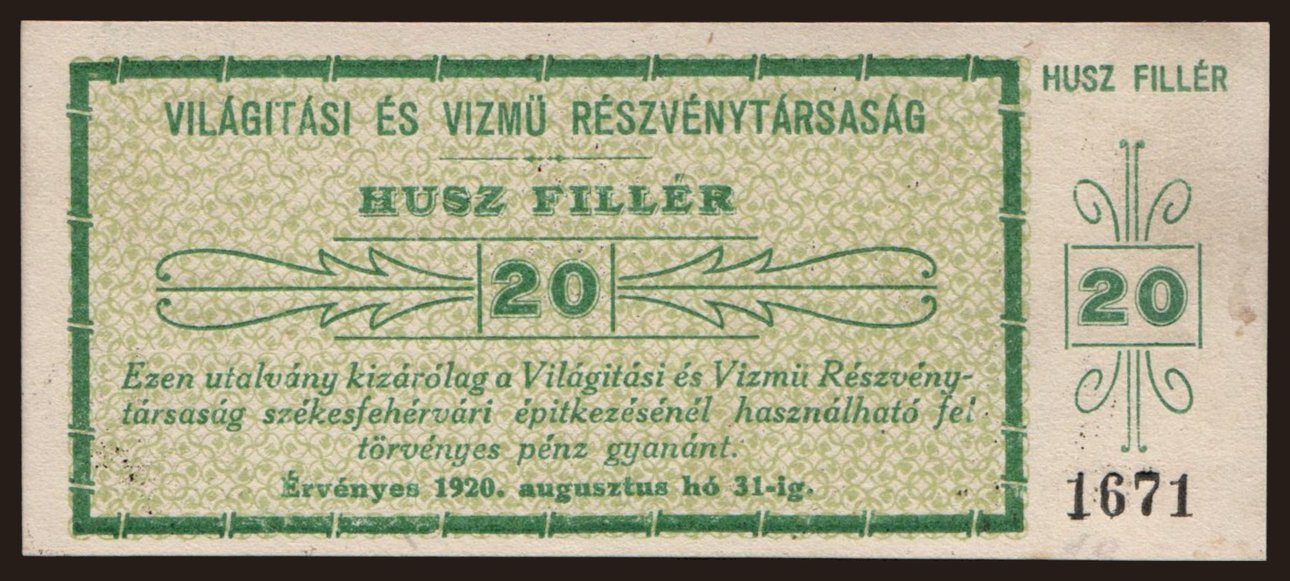 VILÁGITÁSI ÉS VIZMÜ RÉSZVÉNYTÁRSASÁG
HUSZ FILLÉR
20
Ezen utalvány kizárólag a Világitási és Vizmü Részvény-
társaság székesfehérvári épitkezésénél használható fel
törvényes pénz gyanánt.
Érvényes 1920. augusztus hó 31-ig.
HUSZ FILLÉR
20
1671